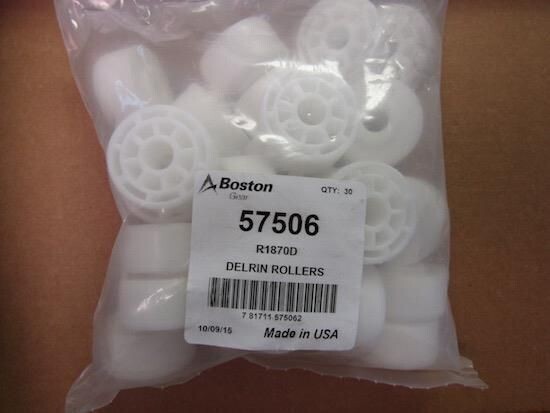 Boston
Gear
QTY: 30
57506
R1870D
DELRIN ROLLERS
7 81711 575062
10/09/15
Made in USA